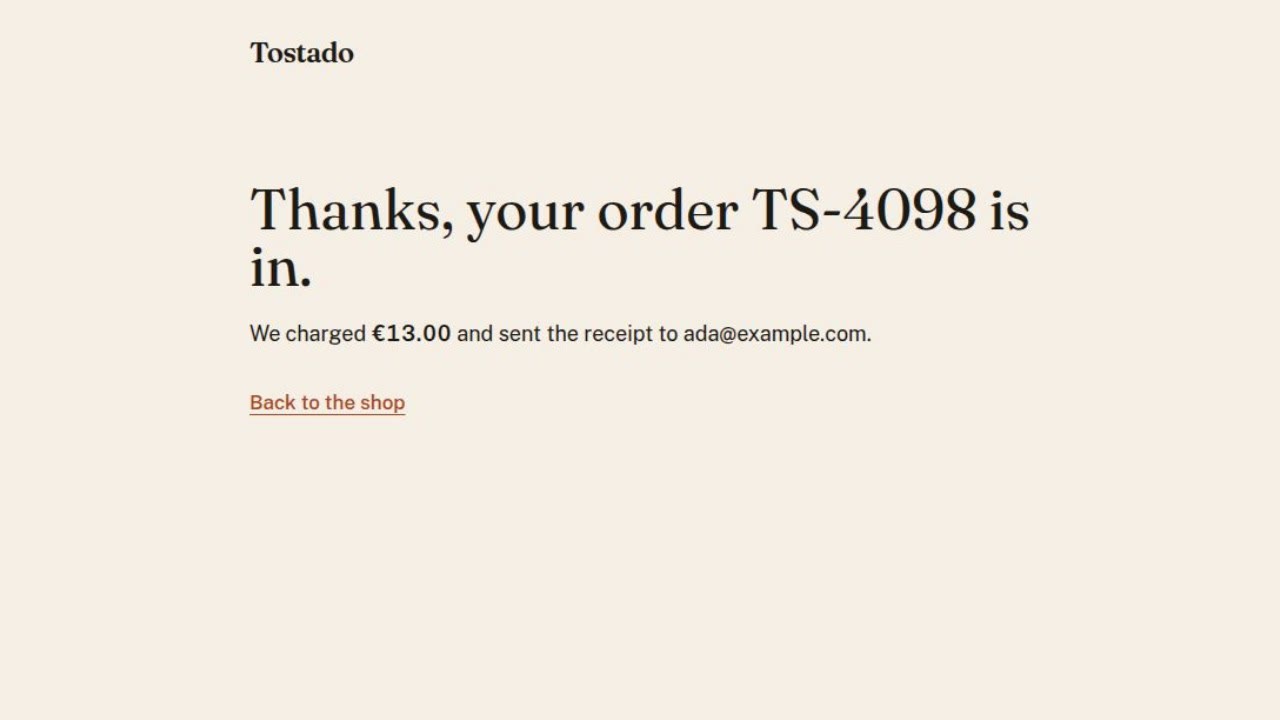 Tostado
Thanks, your order TS-4098 is
in.
We charged €13.00 and sent the receipt to ada@example.com.
Back to the shop